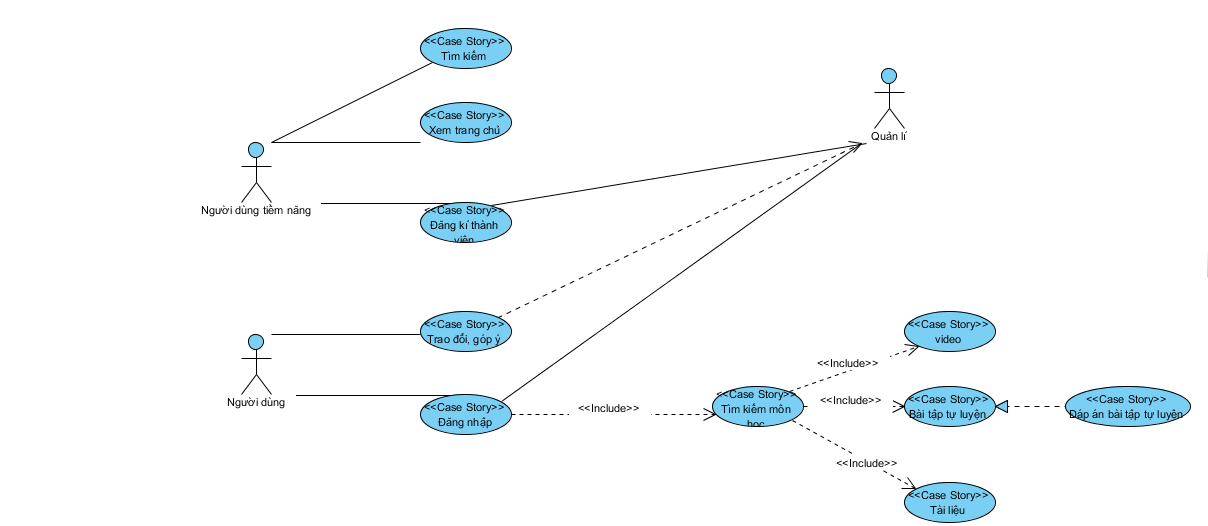 <<Case Story>>
Tìm kiếm
<<Case Story>>
Xem trang chủ
Quản lí
Người dùng tiềm năng
<<Case Story>>
Đăng kí thành
viên
<<Case Story>>
Trao đổi, góp ý
<<Case Story>>
video
<<Include>>
Người dùng
<<Case Story>>
Đăng nhập
<<Include>>
<<Case Story>>
Tìm kiếm môn
học
<<Include>>
<<Case Story>>
Bài tập tự luyện
<<Case Story>>
Đáp án bài tập tự luyện
<<Include>>
<<Case Story>>
Tài liệu